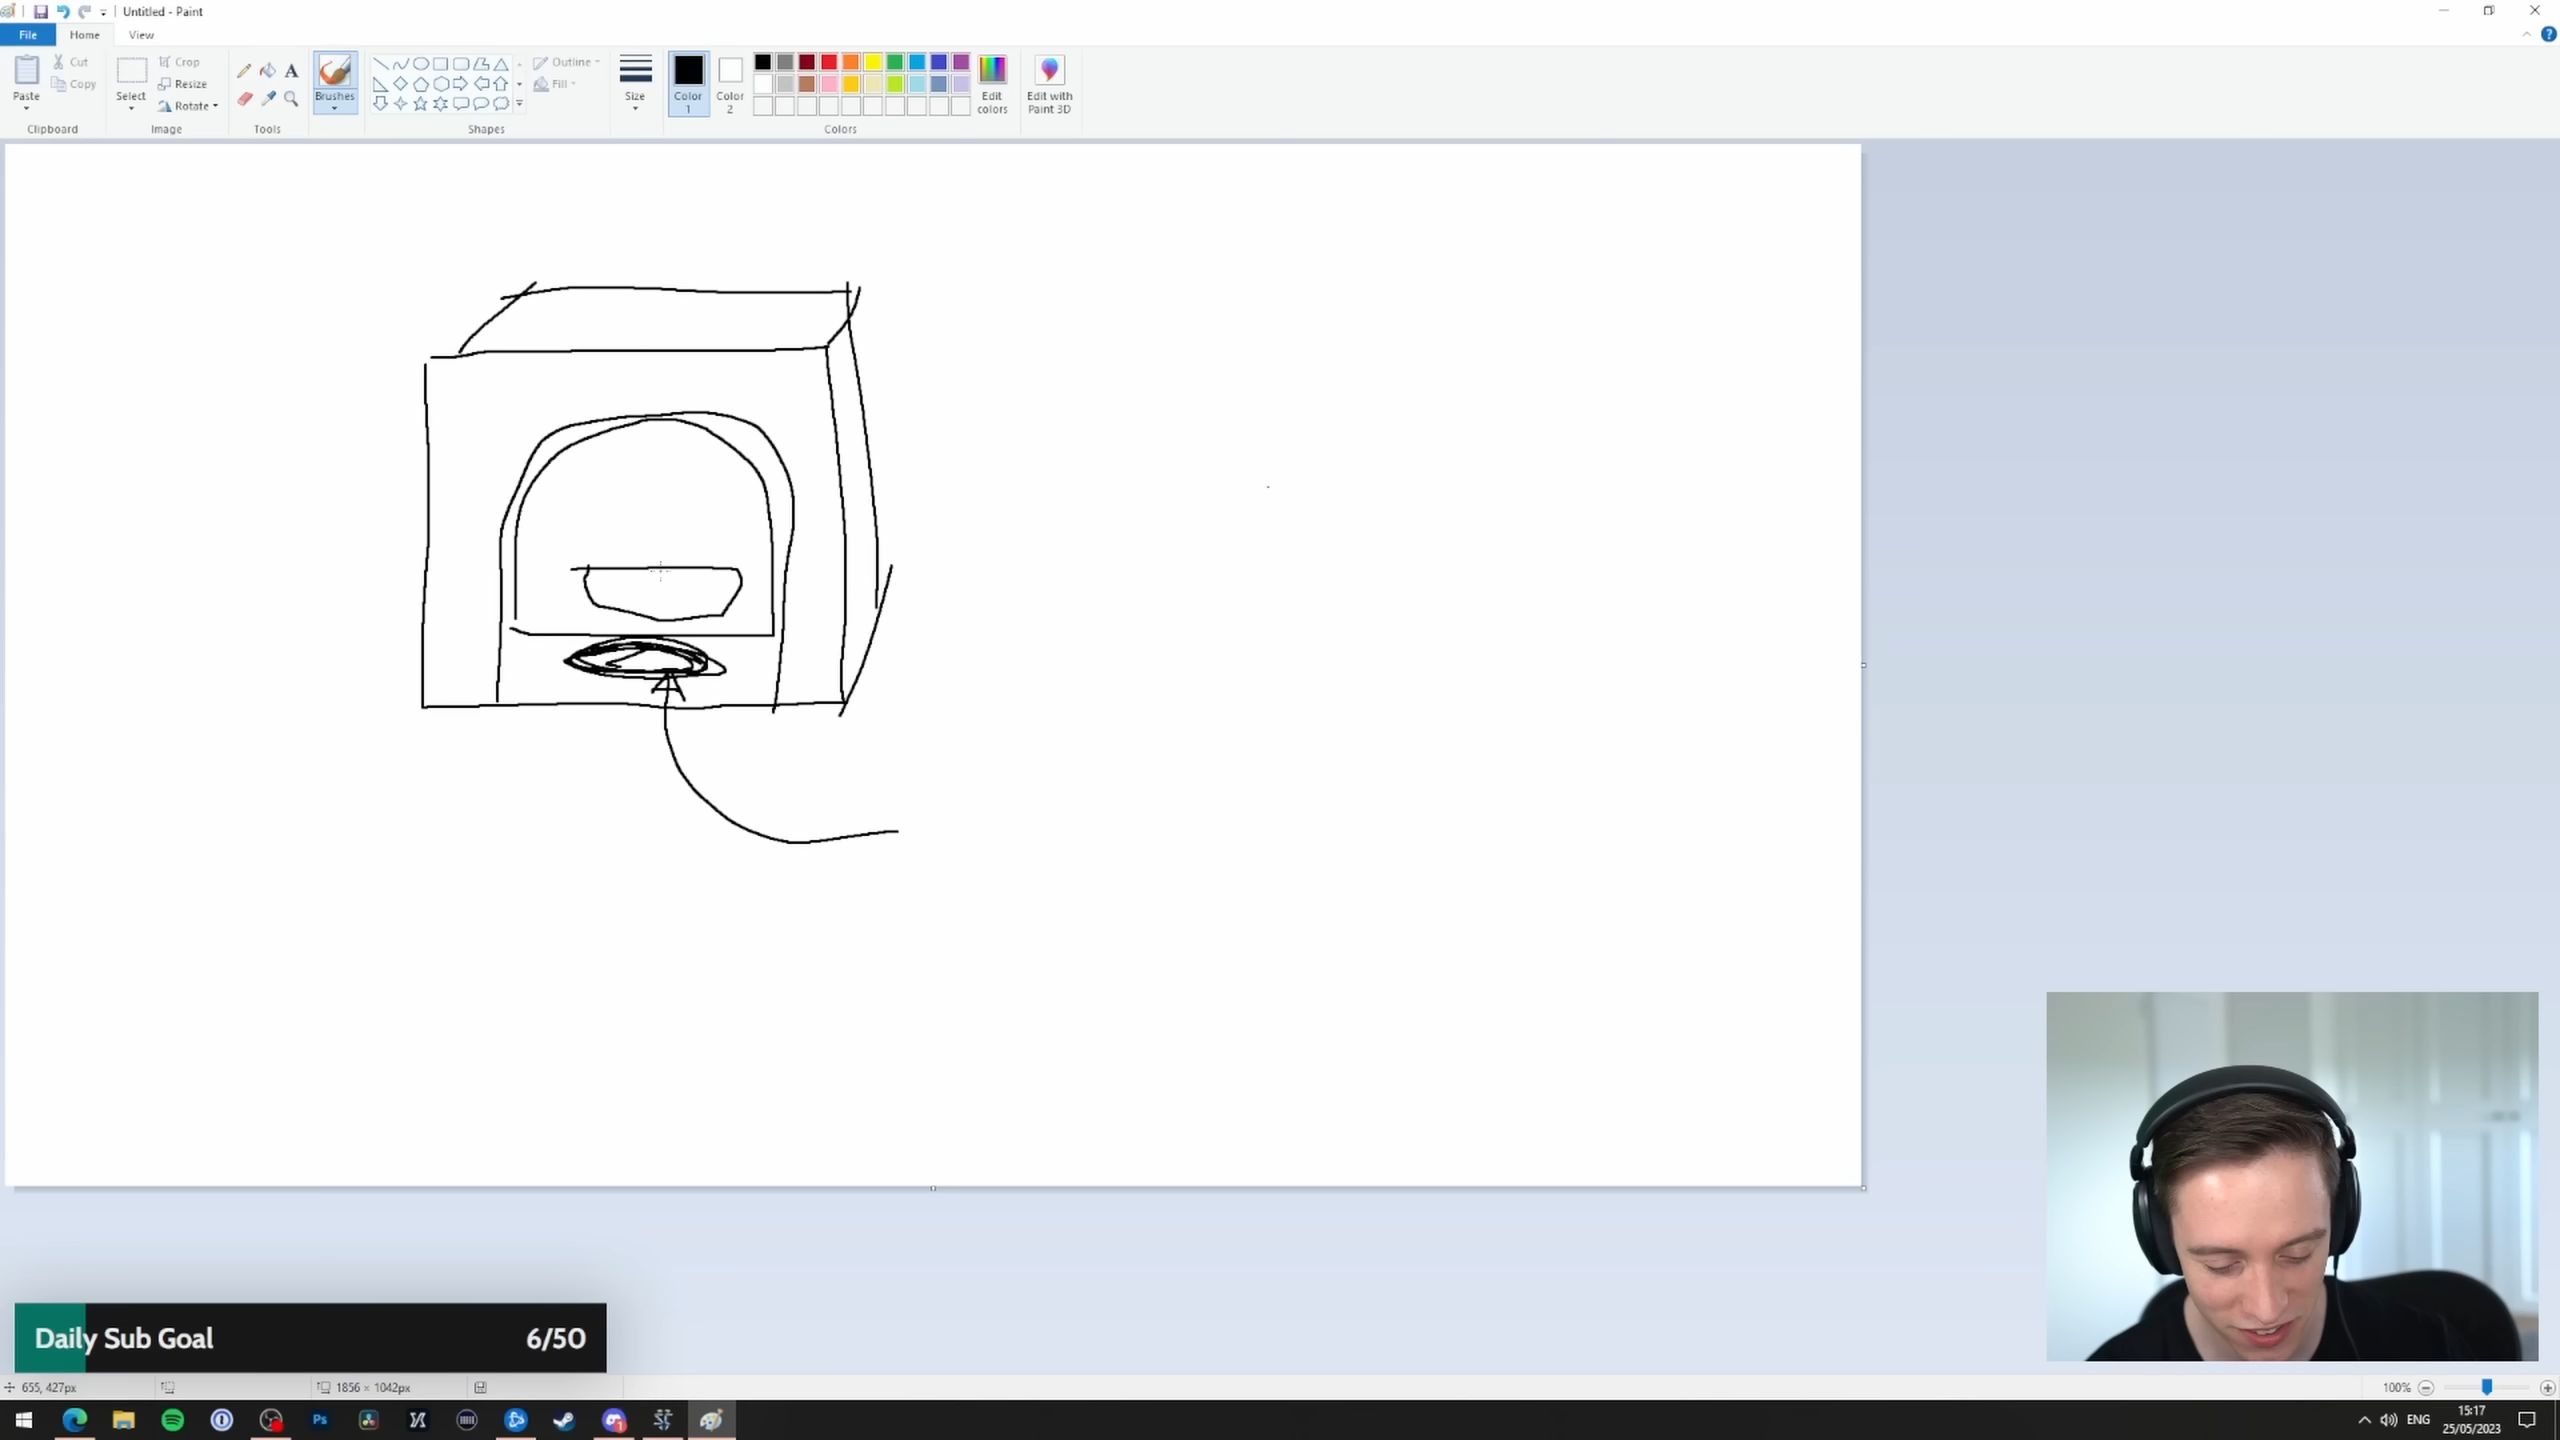 Untitled - Paint
File Home View
Paste
Cut
Copy
Clipboard
Select
Crop
Resize
Rotate
Image
Tools
Brushes
Shapes
Outline
Fill
Size
Color 1
Color 2
Colors
Edit colors
Edit with Paint 3D
Daily Sub Goal 6/50
655, 427px
1856 × 1042px
100%
Ps
1
ENG
15:17
25/05/2023